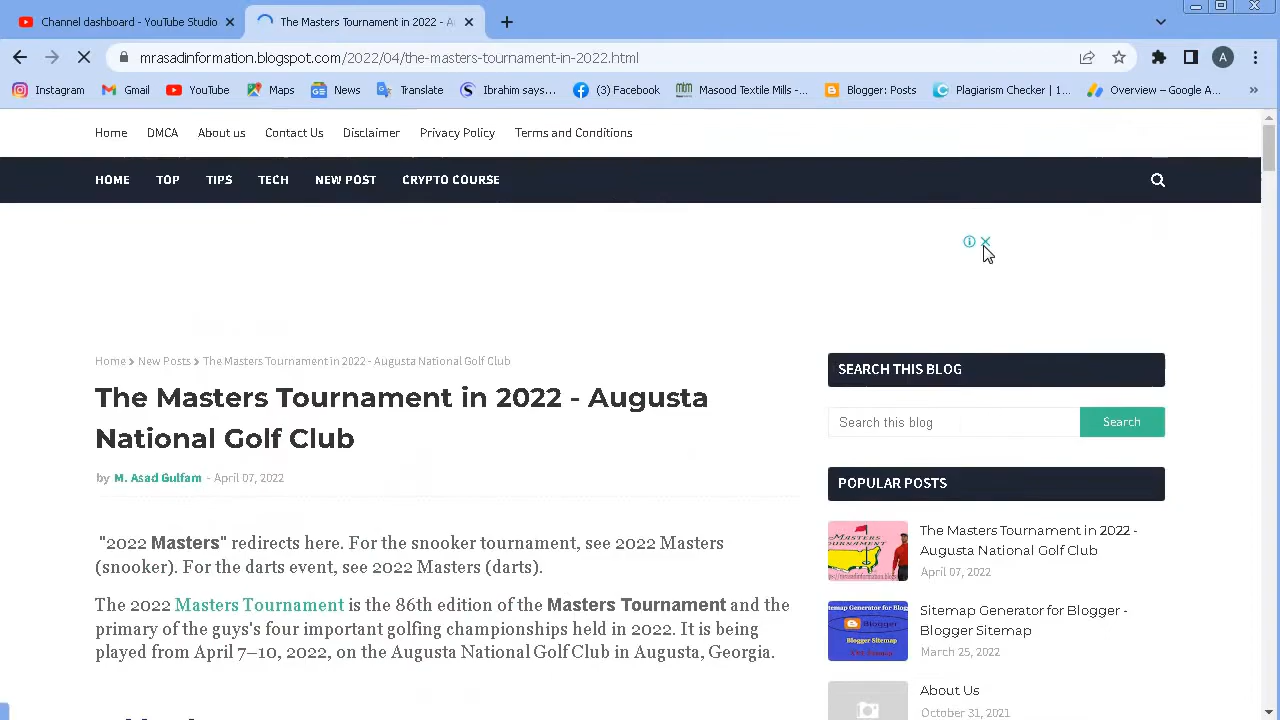 Channel dashboard - YouTube Studio
The Masters Tournament in 2022 - A
mrasadinformation.blogspot.com/2022/04/the-masters-tournament-in-2022.html
A
Instagram
Gmail
YouTube
Maps
News
Translate
Ibrahim says...
(3) Facebook
Masood Textile Mills -...
Blogger: Posts
Plagiarism Checker | 1...
Overview – Google A...
»
Home
DMCA
About us
Contact Us
Disclaimer
Privacy Policy
Terms and Conditions
HOME
TOP
TIPS
TECH
NEW POST
CRYPTO COURSE
Home > New Posts > The Masters Tournament in 2022 - Augusta National Golf Club
The Masters Tournament in 2022 - Augusta
National Golf Club
by M. Asad Gulfam - April 07, 2022
"2022 Masters" redirects here. For the snooker tournament, see 2022 Masters
(snooker). For the darts event, see 2022 Masters (darts).
The 2022 Masters Tournament is the 86th edition of the Masters Tournament and the
primary of the guys's four important golfing championships held in 2022. It is being
played from April 7–10, 2022, on the Augusta National Golf Club in Augusta, Georgia.
SEARCH THIS BLOG
Search this blog
Search
POPULAR POSTS
The Masters Tournament in 2022 -
Augusta National Golf Club
April 07, 2022
Sitemap Generator for Blogger -
Blogger Sitemap
March 25, 2022
About Us
October 31, 2021